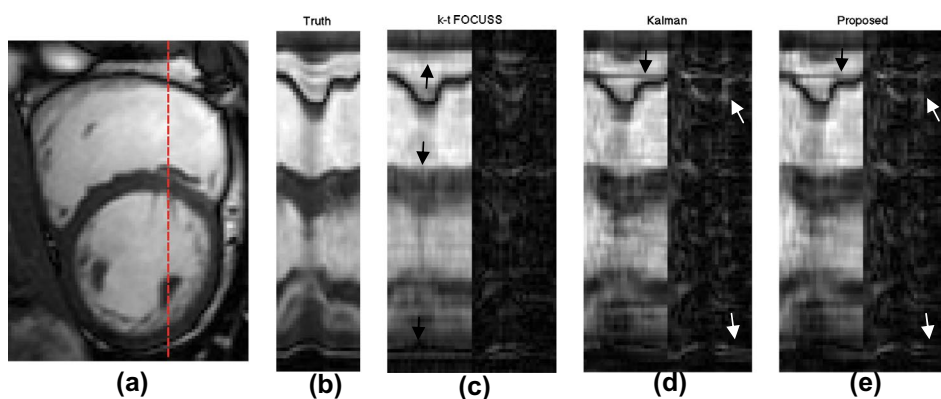 Truth
k-t FOCUSS
Kalman
Proposed
(a)
(b)
(c)
(d)
(e)